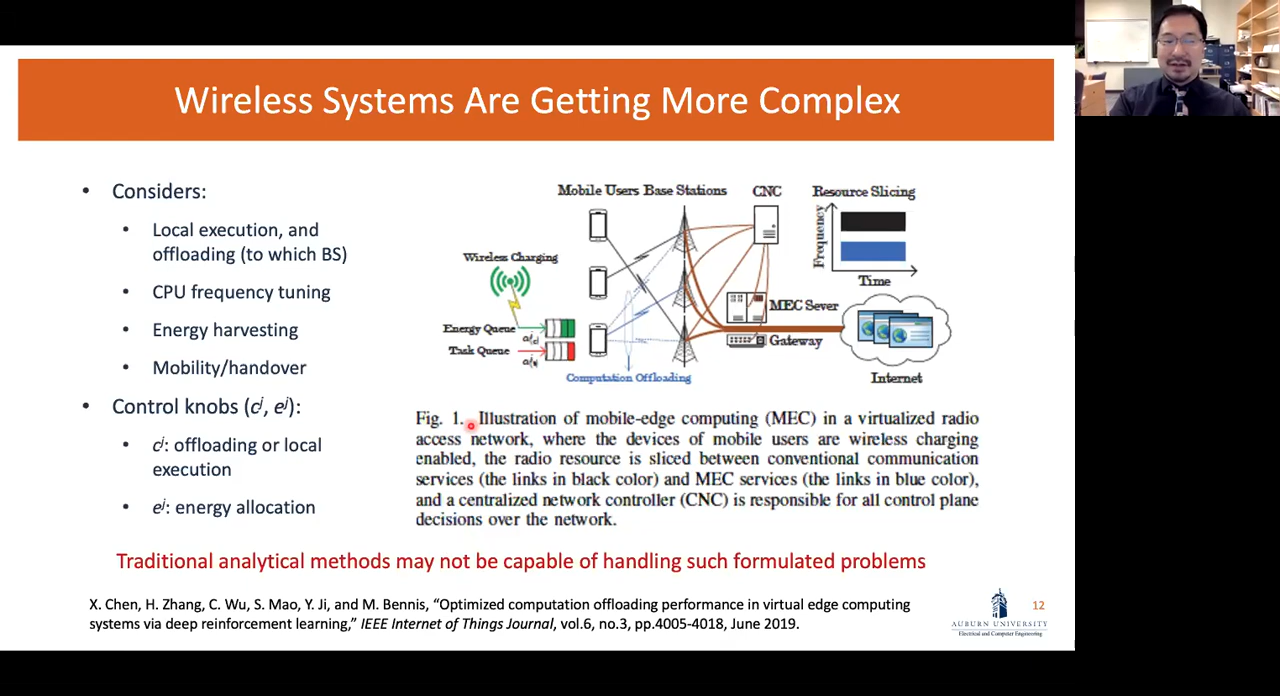 Wireless Systems Are Getting More Complex
• Considers:
• Local execution, and
offloading (to which BS)
• CPU frequency tuning
• Energy harvesting
• Mobility/handover
• Control knobs (cʲ, eʲ):
• cʲ: offloading or local
execution
• eʲ: energy allocation
Mobile Users Base Stations CNC Resource Slicing
Frequency
Time
Wireless Charging
Energy Queue
Task Queue
MEC Sever
Gateway
Computation Offloading
Internet
Fig. 1. Illustration of mobile-edge computing (MEC) in a virtualized radio
access network, where the devices of mobile users are wireless charging
enabled, the radio resource is sliced between conventional communication
services (the links in black color) and MEC services (the links in blue color),
and a centralized network controller (CNC) is responsible for all control plane
decisions over the network.
Traditional analytical methods may not be capable of handling such formulated problems
X. Chen, H. Zhang, C. Wu, S. Mao, Y. Ji, and M. Bennis, “Optimized computation offloading performance in virtual edge computing
systems via deep reinforcement learning,” IEEE Internet of Things Journal, vol.6, no.3, pp.4005-4018, June 2019.
AUBURN UNIVERSITY
Electrical and Computer Engineering
12